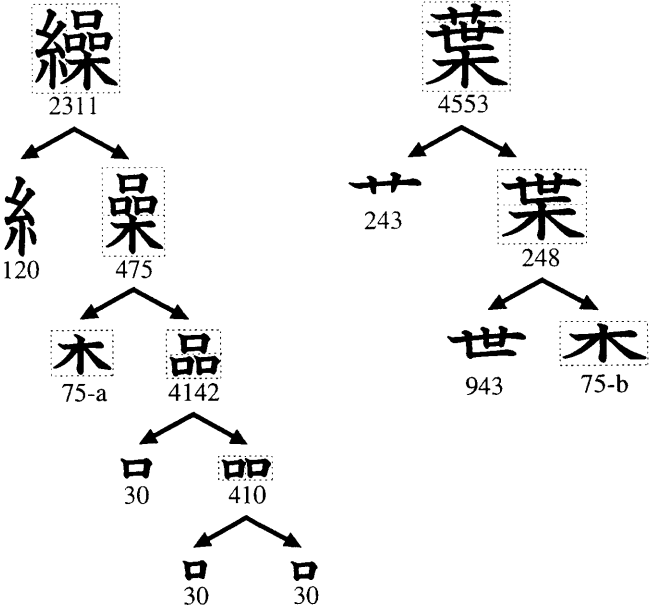 繰 葉
2311 4553
糹 喿 艹 枼
120 475 243 248
木 品 世 木
75-a 4142 943 75-b
口 吅
30 410
口 口
30 30